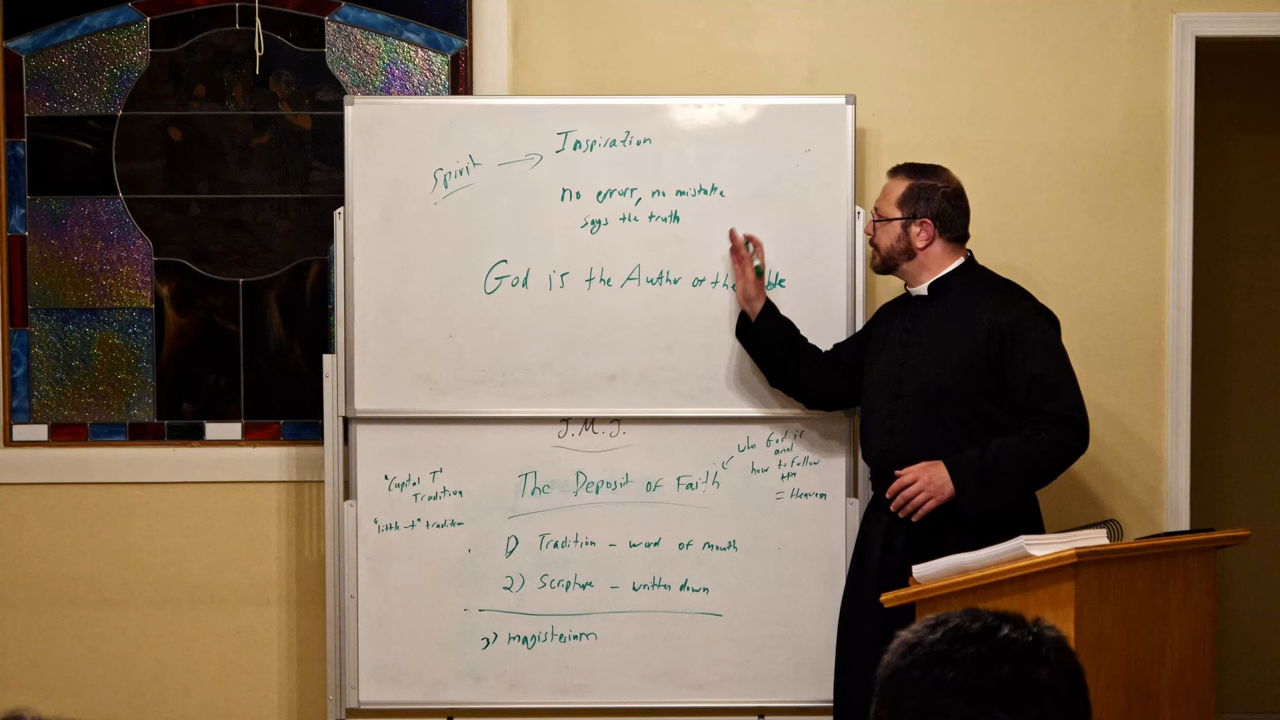 Inspiration
Spirit →
no error, no mistake
says the truth
God is the Author of the
J.M.J.
who God is
and
how to follow
= Heaven
"Capital T"
Tradition
"little-t" tradition
The Deposit of Faith
1) Tradition - word of mouth
2) Scripture - written down
3) magisterium